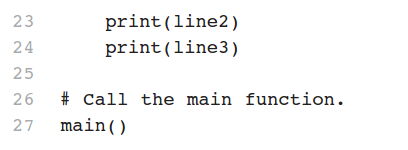 23      print(line2)
24      print(line3)
25
26  # Call the main function.
27  main()